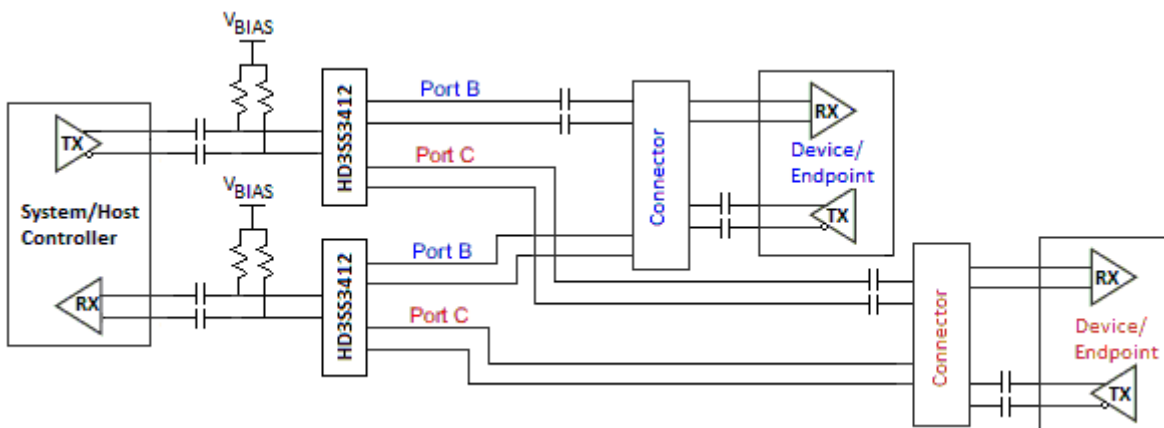 VBIAS
HD3SS3412
Port B
TX
Port C
System/Host
Controller
VBIAS
RX
HD3SS3412
Port B
Port C
Connector
RX
Device/
Endpoint
TX
Connector
RX
Device/
Endpoint
TX